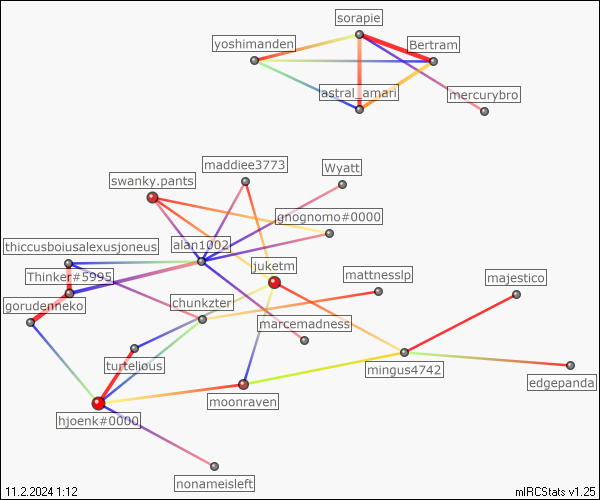 sorapie
yoshimanden
Bertram
astral_amari
mercurybro
maddiee3773
Wyatt
swanky.pants
gnognomo#0000
thiccusboiusalexusjoneus
alan1002
Thinker#5995
juketm
mattnesslp
majestico
gorudenneko
chunkzter
marcemadness
turtelious
mingus4742
edgepanda
moonraven
hjoenk#0000
nonameisleft
11.2.2024 1:12
mIRCStats v1.25